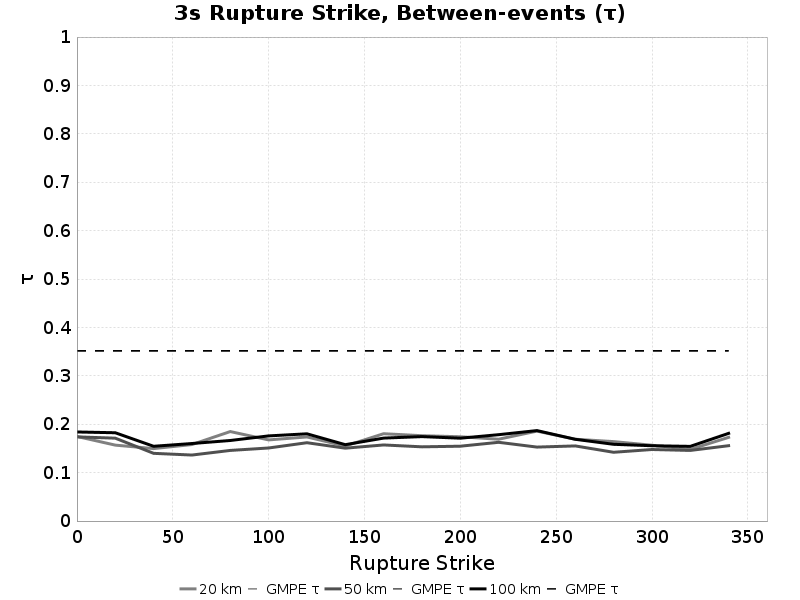 3s Rupture Strike, Between-events (τ)
1
0.9
0.8
0.7
0.6
0.5
0.4
0.3
0.2
0.1
0
τ
0 50 100 150 200 250 300 350
Rupture Strike
20 km GMPE τ 50 km GMPE τ 100 km GMPE τ